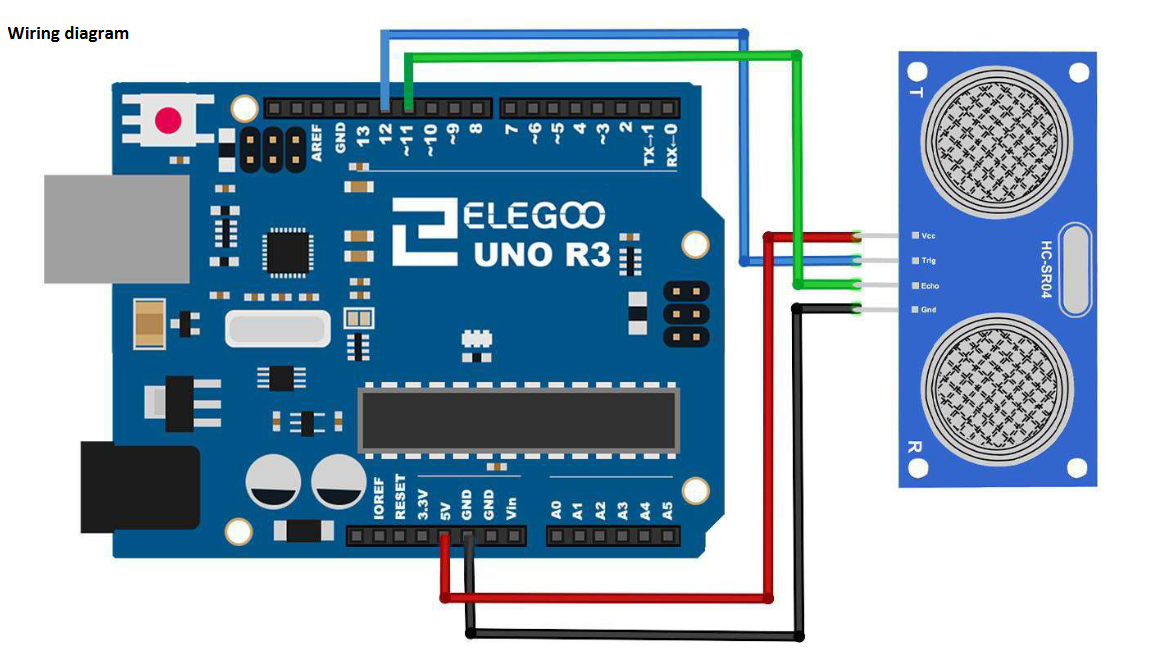 Wiring diagram
AREF
GND
13
12
~11
~10
~9
8
7
~6
~5
4
~3
2
TX→1
RX←0
ELEGOO
UNO R3
IOREF
RESET
3.3V
5V
GND
GND
Vin
A0
A1
A2
A3
A4
A5
T
Vcc
Trig
Echo
Gnd
HC-SR04
R